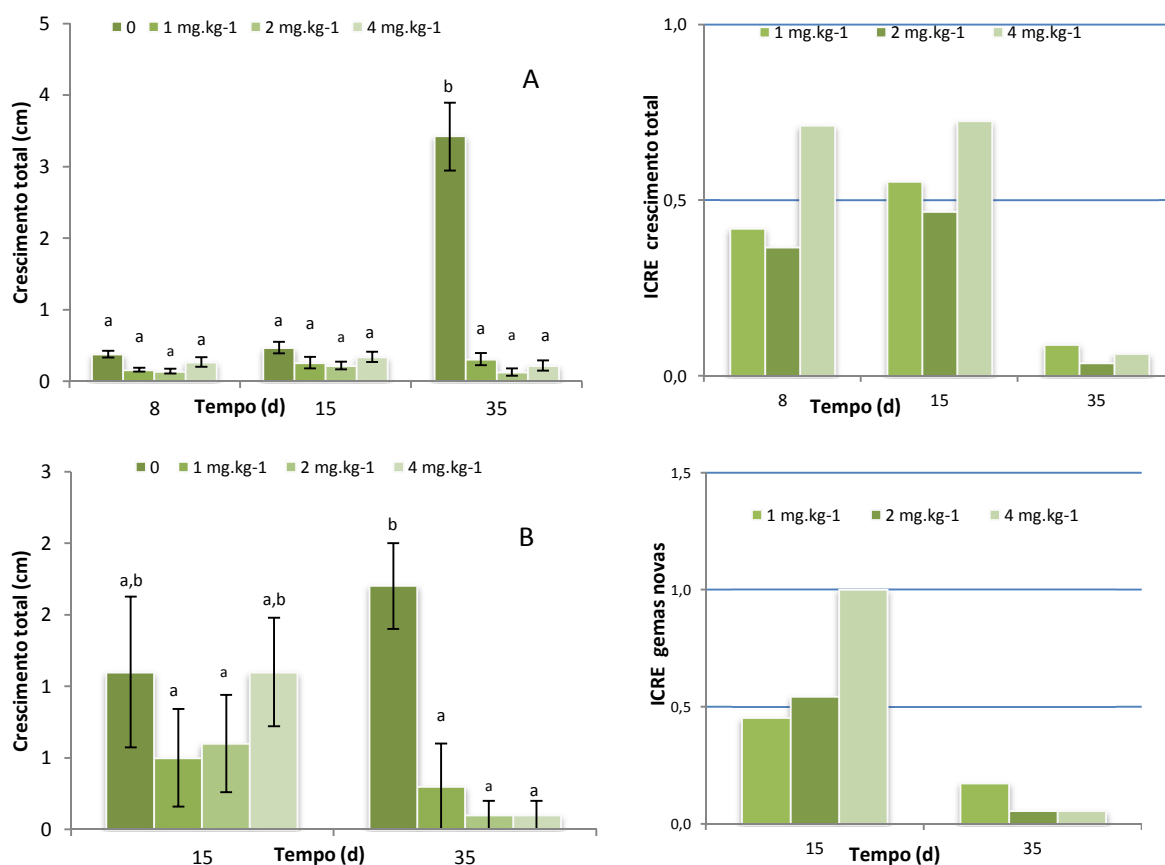 5
4
3
2
1
0
Crescimento total (cm)
0 1 mg.kg-1 2 mg.kg-1 4 mg.kg-1
A
a a a a
a a a a
b a a a
8 15 35
Tempo (d)
1,0
0,5
0,0
ICRE crescimento total
1 mg.kg-1 2 mg.kg-1 4 mg.kg-1
8 15 35
Tempo (d)
3
2
2
1
1
0
Crescimento total (cm)
0 1 mg.kg-1 2 mg.kg-1 4 mg.kg-1
B
a,b a a a,b
b a a a
15 35
Tempo (d)
1,5
1,0
0,5
0,0
ICRE gemas novas
1 mg.kg-1 2 mg.kg-1 4 mg.kg-1
15 35
Tempo (d)